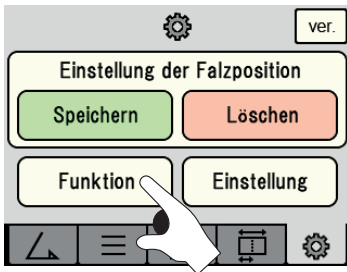 ver.
Einstellung der Falzposition
Speichern Löschen
Funktion Einstellung